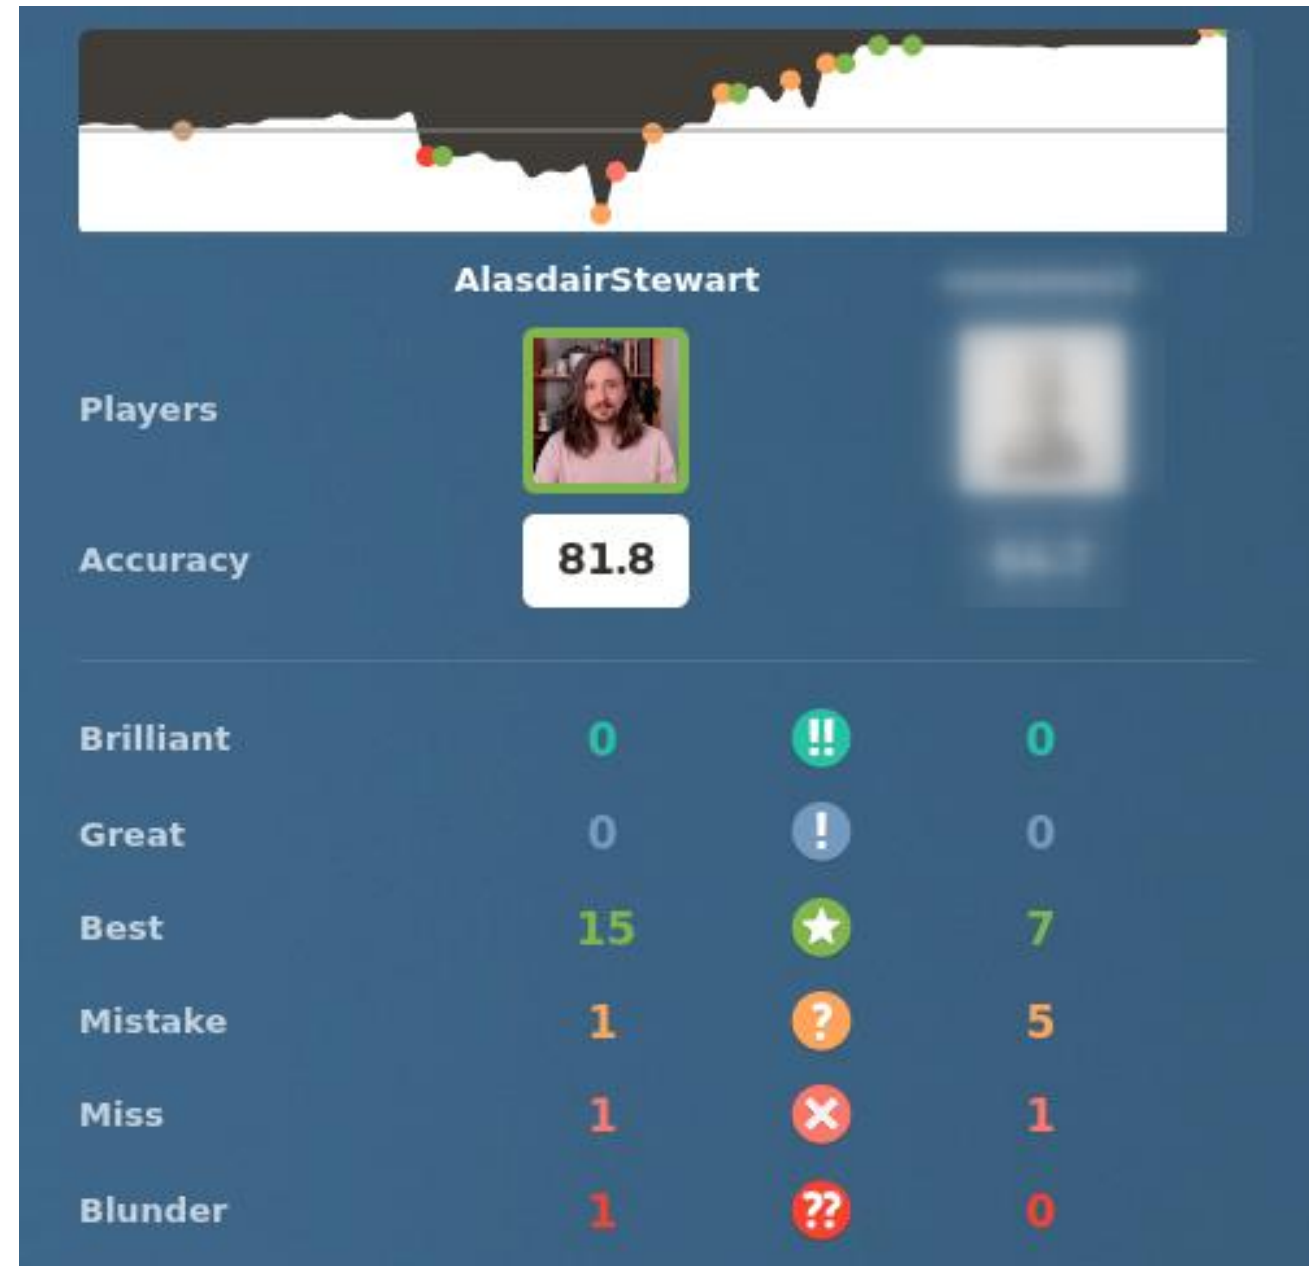 AlasdairStewart
Players
Accuracy 81.8
Brilliant 0 !! 0
Great 0 ! 0
Best 15 7
Mistake 1 ? 5
Miss 1 1
Blunder 1 ?? 0